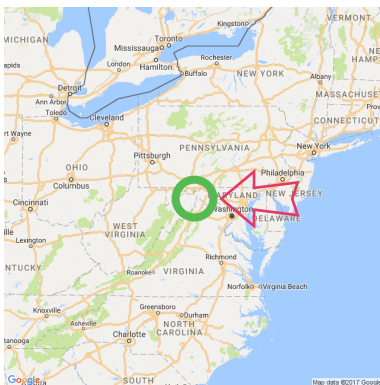 VERMONT
Kingston
MICHIGAN
Toronto
Mississauga
NEW
HAMP
London
Hamilton
Rochester
apids
Buffalo
NEW YORK
Albany
Detroit
MASSACHUSE
Ann Arbor
Toledo
Cleveland
CONNECTICUT
rt Wayne
PENNSYLVANIA
New York
Pittsburgh
OHIO
Philadelphia
Columbus
MARYLAND
NEW JERSEY
Cincinnati
Washington
DELAWARE
ille
WEST
VIRGINIA
Lexington
Richmond
NTUCKY
Roanoke
VIRGINIA
Norfolk
Virginia Beach
Knoxville
Greensboro
Durham
Asheville
NORTH
CAROLINA
tanooga
Charlotte
Google
SOUTH
Map data ©2017 Google